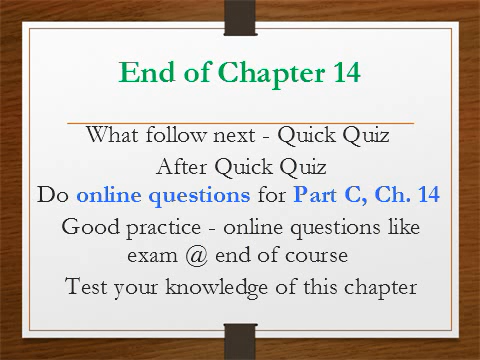 End of Chapter 14
What follow next - Quick Quiz
After Quick Quiz
Do online questions for Part C, Ch. 14
Good practice - online questions like
exam @ end of course
Test your knowledge of this chapter